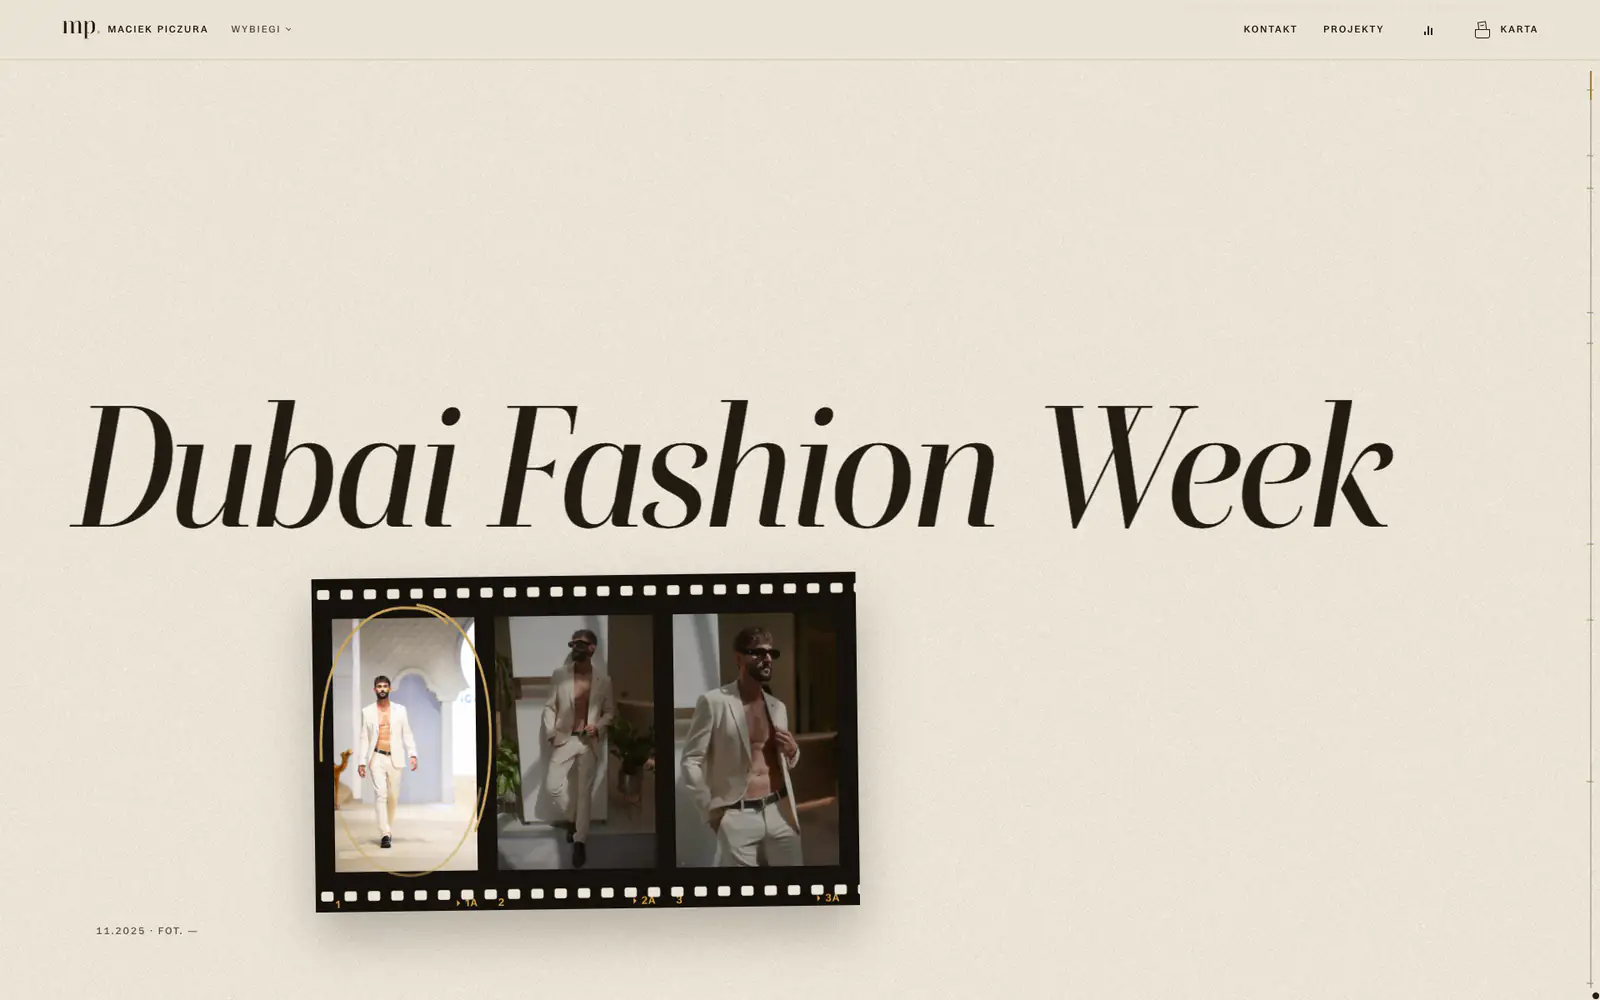 mp. MACIEK PICZURA WYBIEGI KONTAKT PROJEKTY KARTA
Dubai Fashion Week
1 1A 2 2A 3 3A
11.2025 · FOT. —